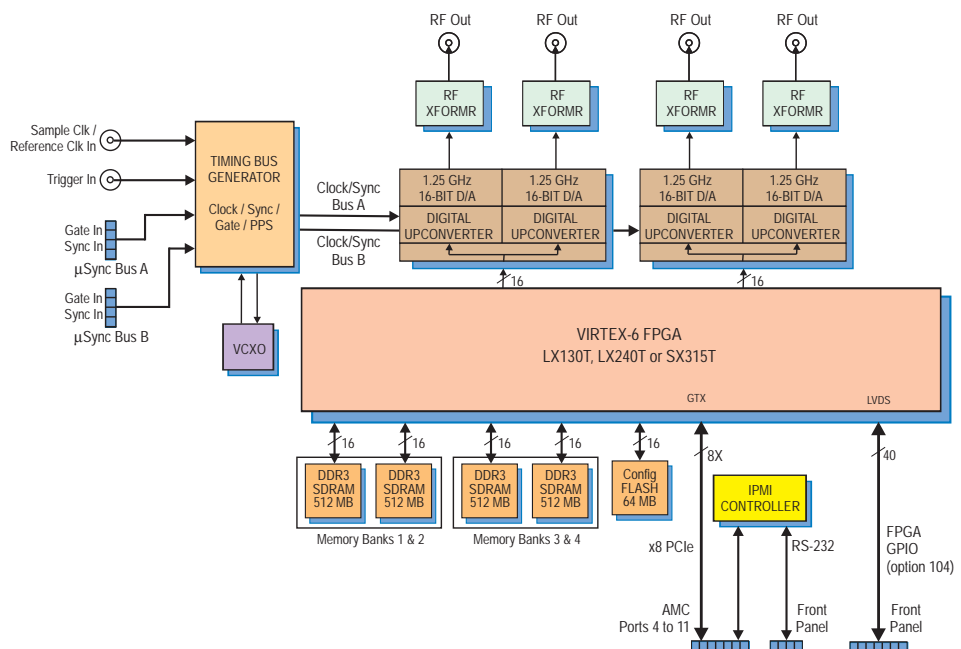 RF Out
RF Out
RF Out
RF Out
RF
XFORMR
RF
XFORMR
RF
XFORMR
RF
XFORMR
Sample Clk /
Reference Clk In
Trigger In
Gate In
Sync In
μSync Bus A
Gate In
Sync In
μSync Bus B
TIMING BUS
GENERATOR
Clock / Sync /
Gate / PPS
VCXO
Clock/Sync
Bus A
Clock/Sync
Bus B
1.25 GHz
16-BIT D/A
1.25 GHz
16-BIT D/A
DIGITAL
UPCONVERTER
DIGITAL
UPCONVERTER
1.25 GHz
16-BIT D/A
1.25 GHz
16-BIT D/A
DIGITAL
UPCONVERTER
DIGITAL
UPCONVERTER
16
16
VIRTEX-6 FPGA
LX130T, LX240T or SX315T
GTX
LVDS
16
16
16
16
16
8X
40
DDR3
SDRAM
512 MB
DDR3
SDRAM
512 MB
Memory Banks 1 & 2
DDR3
SDRAM
512 MB
DDR3
SDRAM
512 MB
Memory Banks 3 & 4
Config
FLASH
64 MB
IPMI
CONTROLLER
x8 PCIe
RS-232
FPGA
GPIO
(option 104)
AMC
Ports 4 to 11
Front
Panel
Front
Panel